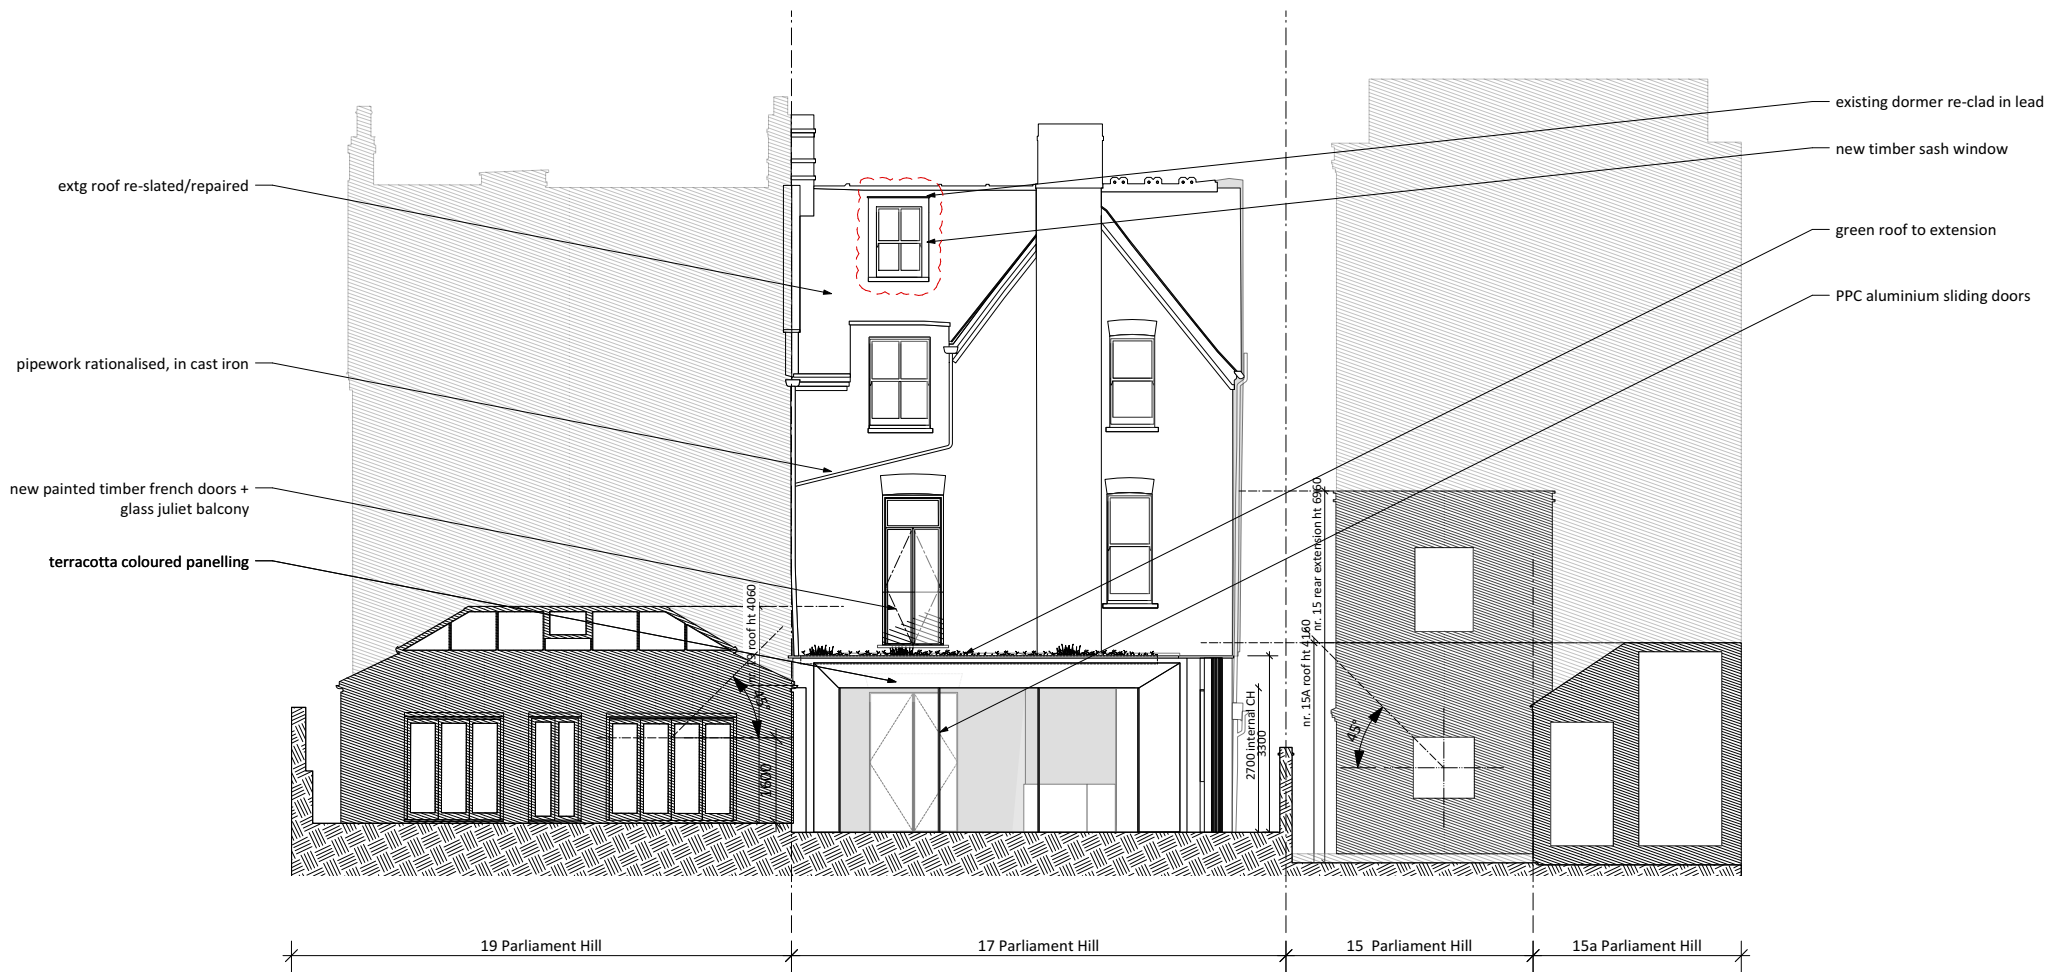 existing dormer re-clad in lead
new timber sash window
green roof to extension
PPC aluminium sliding doors
extg roof re-slated/repaired
pipework rationalised, in cast iron
new painted timber french doors +
glass juliet balcony
terracotta coloured panelling
nr. 19 roof ht 4060
45°
1600
2700 internal CH
3300
nr. 15A roof ht 4160
nr. 15 rear extension ht 6960
45°
19 Parliament Hill
17 Parliament Hill
15 Parliament Hill
15a Parliament Hill